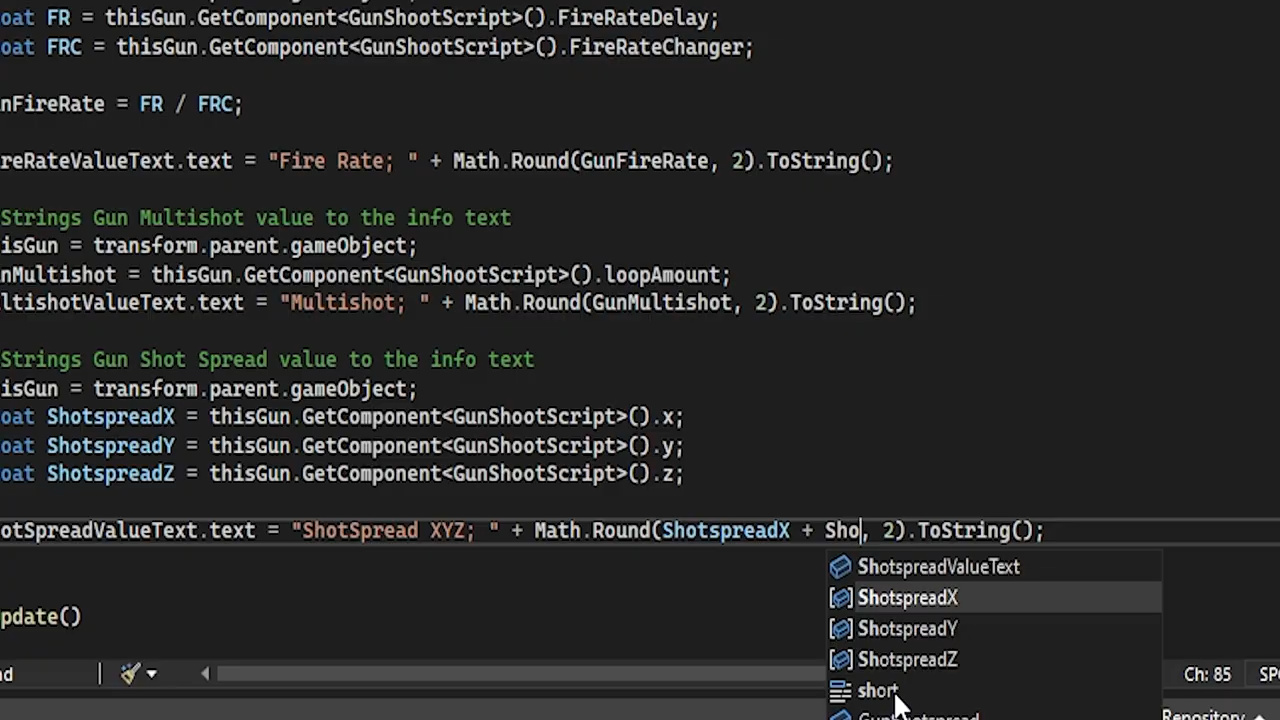 oat FR = thisGun.GetComponent<GunShootScript>().FireRateDelay;
oat FRC = thisGun.GetComponent<GunShootScript>().FireRateChanger;
nFireRate = FR / FRC;
reRateValueText.text = "Fire Rate; " + Math.Round(GunFireRate, 2).ToString();
Strings Gun Multishot value to the info text
isGun = transform.parent.gameObject;
nMultishot = thisGun.GetComponent<GunShootScript>().loopAmount;
ltishotValueText.text = "Multishot; " + Math.Round(GunMultishot, 2).ToString();
Strings Gun Shot Spread value to the info text
isGun = transform.parent.gameObject;
oat ShotspreadX = thisGun.GetComponent<GunShootScript>().x;
oat ShotspreadY = thisGun.GetComponent<GunShootScript>().y;
oat ShotspreadZ = thisGun.GetComponent<GunShootScript>().z;
otSpreadValueText.text = "ShotSpread XYZ; " + Math.Round(ShotspreadX + Sho, 2).ToString();
ShotspreadValueText
ShotspreadX
ShotspreadY
ShotspreadZ
short
pdate()
nd
Ch: 85
SPC
Repository